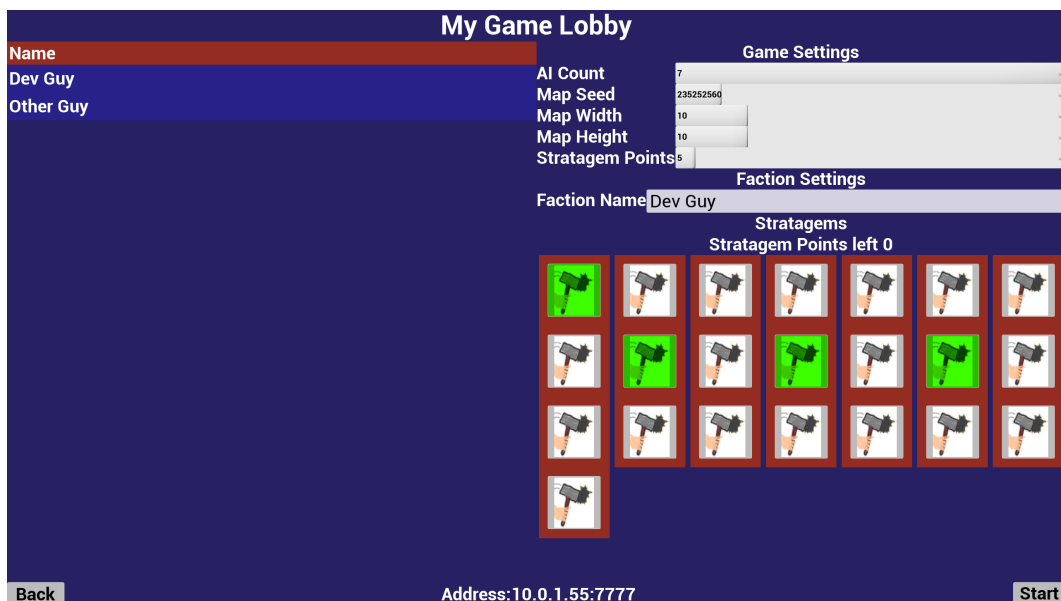 My Game Lobby
Name
Dev Guy
Other Guy
Game Settings
AI Count 7
Map Seed 235252560
Map Width 10
Map Height 10
Stratagem Points 5
Faction Settings
Faction Name Dev Guy
Stratagems
Stratagem Points left 0
Back
Address:10.0.1.55:7777
Start